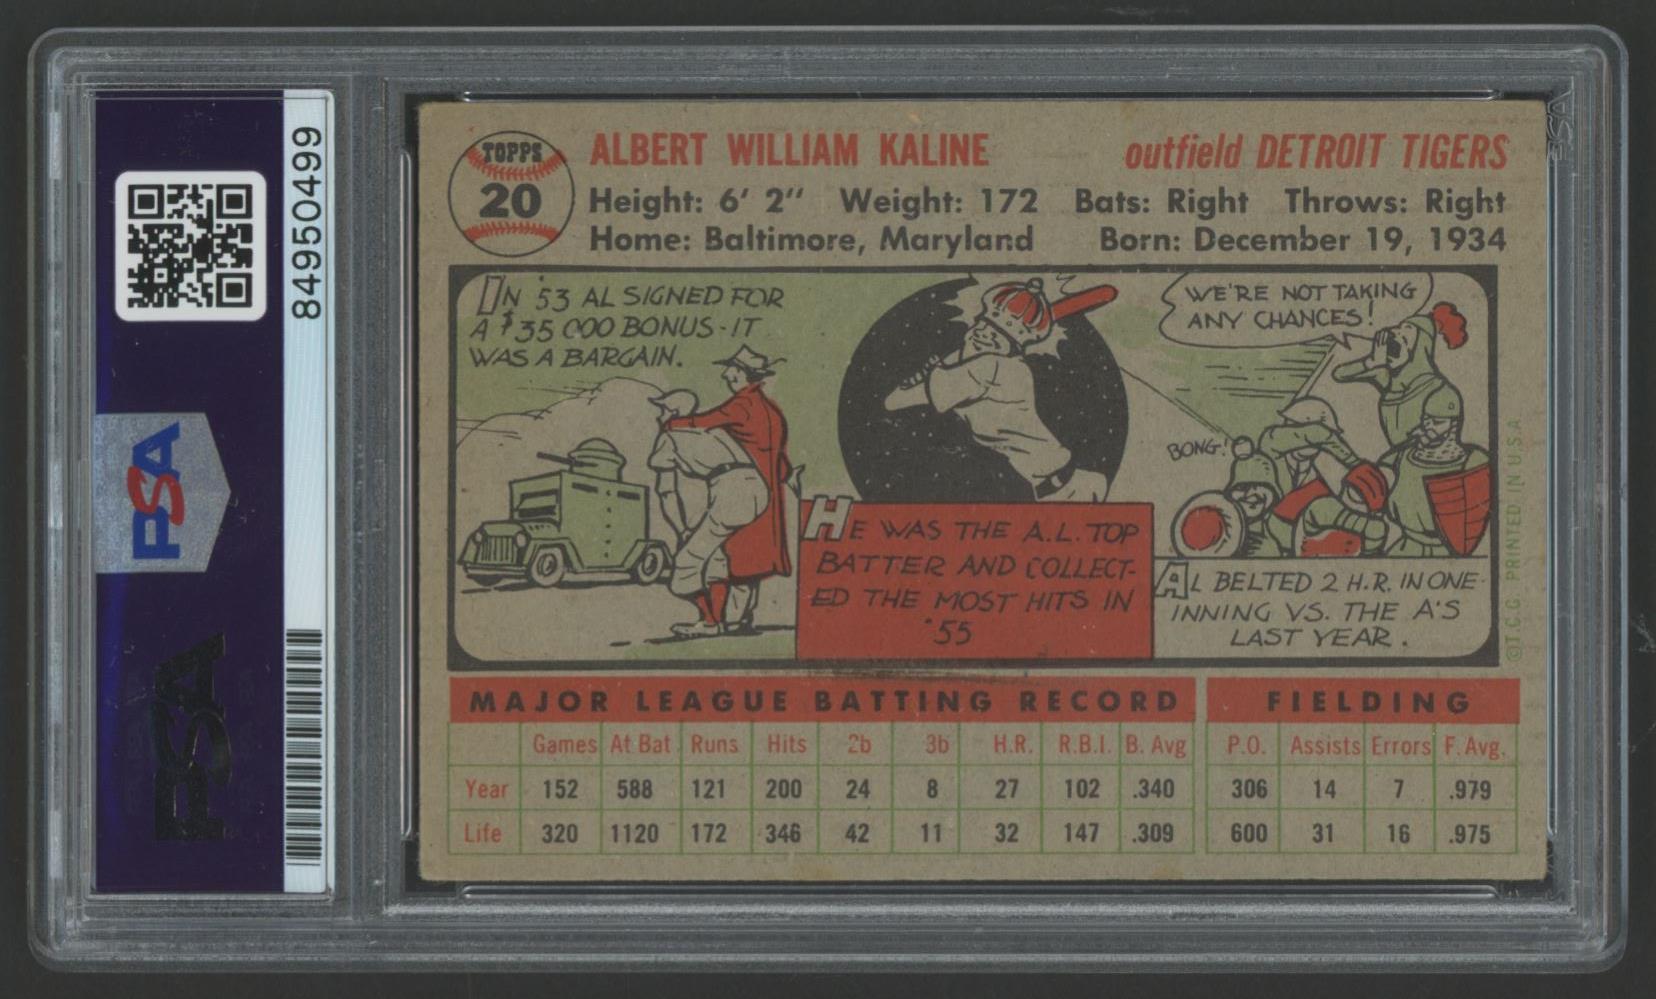 84950499
PSA
PSA
TOPPS
20
ALBERT WILLIAM KALINE outfield DETROIT TIGERS
Height: 6' 2" Weight: 172 Bats: Right Throws: Right
Home: Baltimore, Maryland Born: December 19, 1934
IN '53 AL SIGNED FOR
A $35 000 BONUS - IT
WAS A BARGAIN.
HE WAS THE A.L. TOP
BATTER AND COLLECT-
ED THE MOST HITS IN
'55
WE'RE NOT TAKING
ANY CHANCES!
BONG!
AL BELTED 2 H.R. IN ONE
INNING VS. THE A'S
LAST YEAR.
© T.C.G. PRINTED IN U.S.A.
MAJOR LEAGUE BATTING RECORD FIELDING
Games At Bat Runs Hits 2b 3b H.R. R.B.I. B. Avg P.O. Assists Errors F. Avg.
Year 152 588 121 200 24 8 27 102 .340 306 14 7 .979
Life 320 1120 172 346 42 11 32 147 .309 600 31 16 .975
PSA